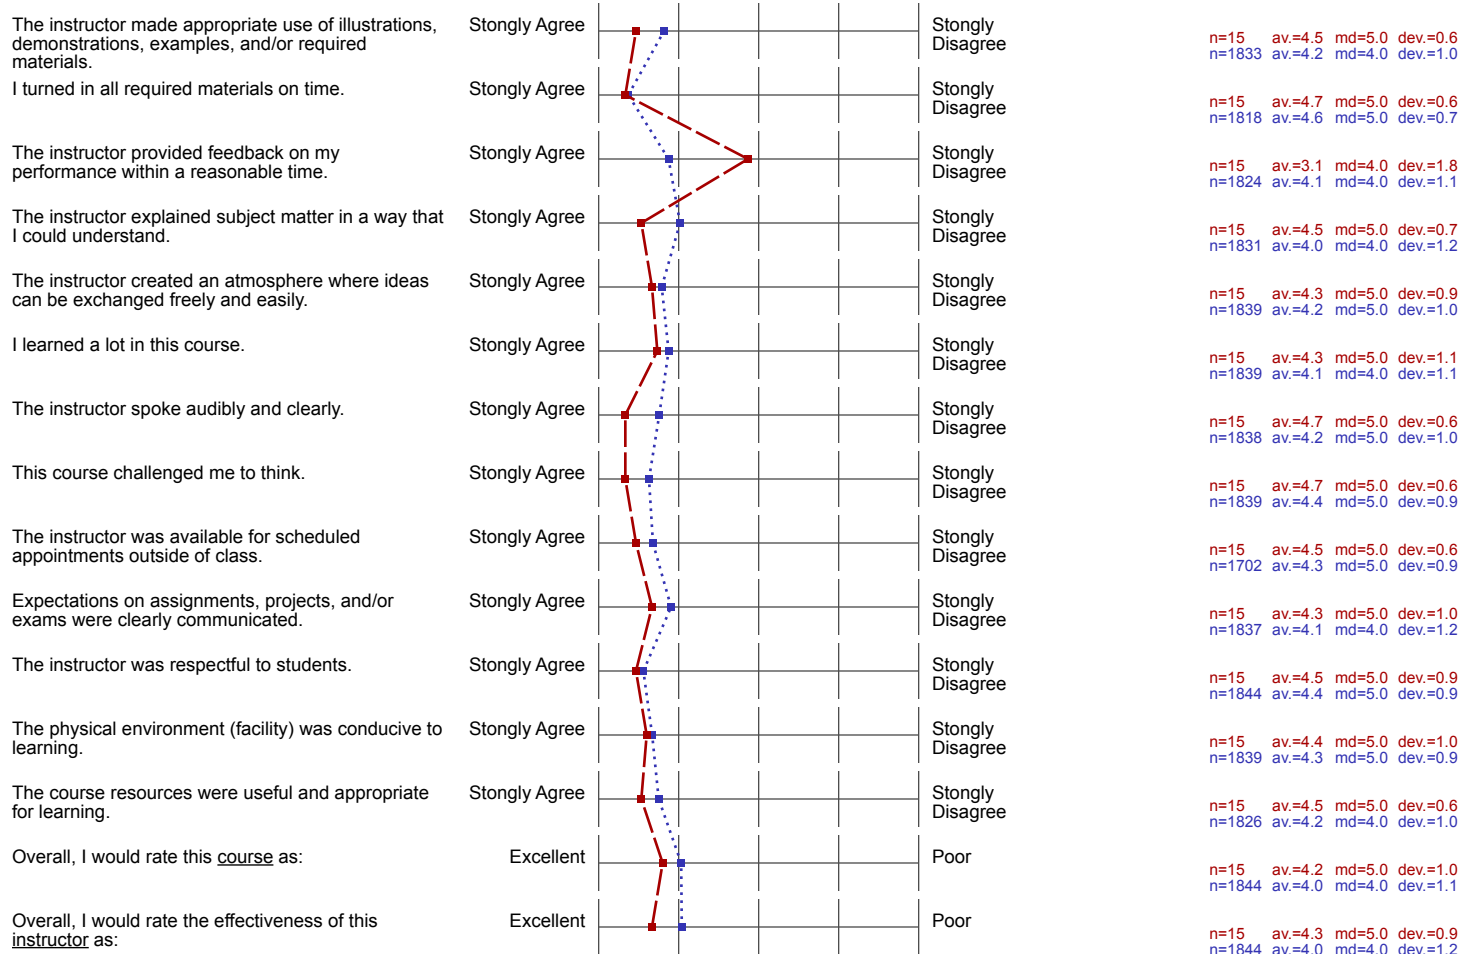 The instructor made appropriate use of illustrations,
demonstrations, examples, and/or required
materials.
Stongly Agree
Stongly
Disagree
n=15 av.=4.5 md=5.0 dev.=0.6
n=1833 av.=4.2 md=4.0 dev.=1.0
I turned in all required materials on time.
Stongly Agree
Stongly
Disagree
n=15 av.=4.7 md=5.0 dev.=0.6
n=1818 av.=4.6 md=5.0 dev.=0.7
The instructor provided feedback on my
performance within a reasonable time.
Stongly Agree
Stongly
Disagree
n=15 av.=3.1 md=4.0 dev.=1.8
n=1824 av.=4.1 md=4.0 dev.=1.1
The instructor explained subject matter in a way that
I could understand.
Stongly Agree
Stongly
Disagree
n=15 av.=4.5 md=5.0 dev.=0.7
n=1831 av.=4.0 md=4.0 dev.=1.2
The instructor created an atmosphere where ideas
can be exchanged freely and easily.
Stongly Agree
Stongly
Disagree
n=15 av.=4.3 md=5.0 dev.=0.9
n=1839 av.=4.2 md=5.0 dev.=1.0
I learned a lot in this course.
Stongly Agree
Stongly
Disagree
n=15 av.=4.3 md=5.0 dev.=1.1
n=1839 av.=4.1 md=4.0 dev.=1.1
The instructor spoke audibly and clearly.
Stongly Agree
Stongly
Disagree
n=15 av.=4.7 md=5.0 dev.=0.6
n=1838 av.=4.2 md=5.0 dev.=1.0
This course challenged me to think.
Stongly Agree
Stongly
Disagree
n=15 av.=4.7 md=5.0 dev.=0.6
n=1839 av.=4.4 md=5.0 dev.=0.9
The instructor was available for scheduled
appointments outside of class.
Stongly Agree
Stongly
Disagree
n=15 av.=4.5 md=5.0 dev.=0.6
n=1702 av.=4.3 md=5.0 dev.=0.9
Expectations on assignments, projects, and/or
exams were clearly communicated.
Stongly Agree
Stongly
Disagree
n=15 av.=4.3 md=5.0 dev.=1.0
n=1837 av.=4.1 md=4.0 dev.=1.2
The instructor was respectful to students.
Stongly Agree
Stongly
Disagree
n=15 av.=4.5 md=5.0 dev.=0.9
n=1844 av.=4.4 md=5.0 dev.=0.9
The physical environment (facility) was conducive to
learning.
Stongly Agree
Stongly
Disagree
n=15 av.=4.4 md=5.0 dev.=1.0
n=1839 av.=4.3 md=5.0 dev.=0.9
The course resources were useful and appropriate
for learning.
Stongly Agree
Stongly
Disagree
n=15 av.=4.5 md=5.0 dev.=0.6
n=1826 av.=4.2 md=4.0 dev.=1.0
Overall, I would rate this course as:
Excellent
Poor
n=15 av.=4.2 md=5.0 dev.=1.0
n=1844 av.=4.0 md=4.0 dev.=1.1
Overall, I would rate the effectiveness of this
instructor as:
Excellent
Poor
n=15 av.=4.3 md=5.0 dev.=0.9
n=1844 av.=4.0 md=4.0 dev.=1.2